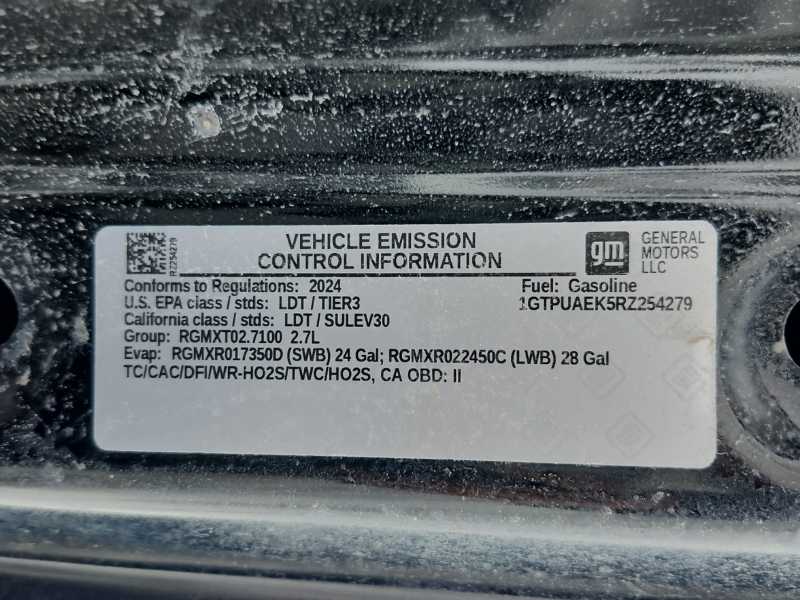 RZ254279
VEHICLE EMISSION
CONTROL INFORMATION
gm
GENERAL
MOTORS
LLC
Conforms to Regulations: 2024
Fuel: Gasoline
U.S. EPA class / stds: LDT / TIER3
1GTPUAEK5RZ254279
California class / stds: LDT / SULEV30
Group: RGMXT02.7100 2.7L
Evap: RGMXR017350D (SWB) 24 Gal; RGMXR022450C (LWB) 28 Gal
TC/CAC/DFI/WR-HO2S/TWC/HO2S, CA OBD: II